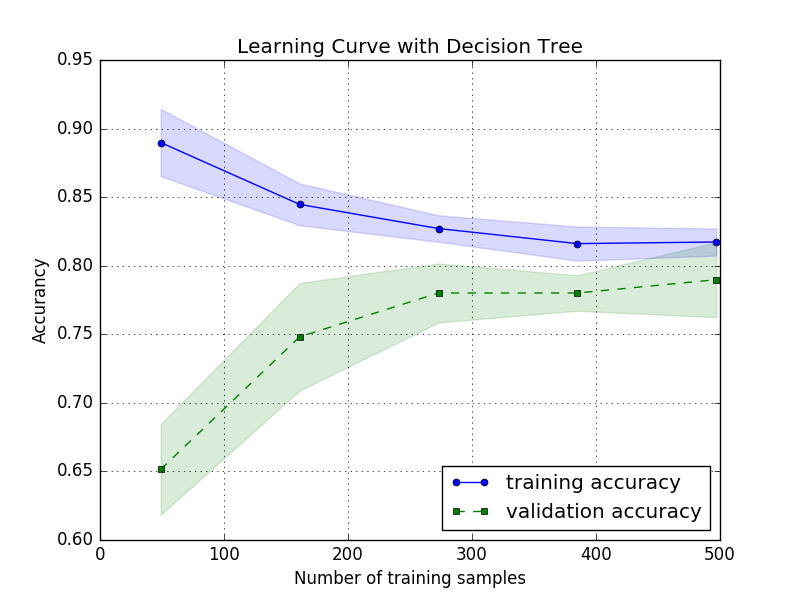 Learning Curve with Decision Tree
0.95
0.90
0.85
0.80
0.75
0.70
0.65
0.60
Accurancy
0 100 200 300 400 500
Number of training samples
training accuracy
validation accuracy